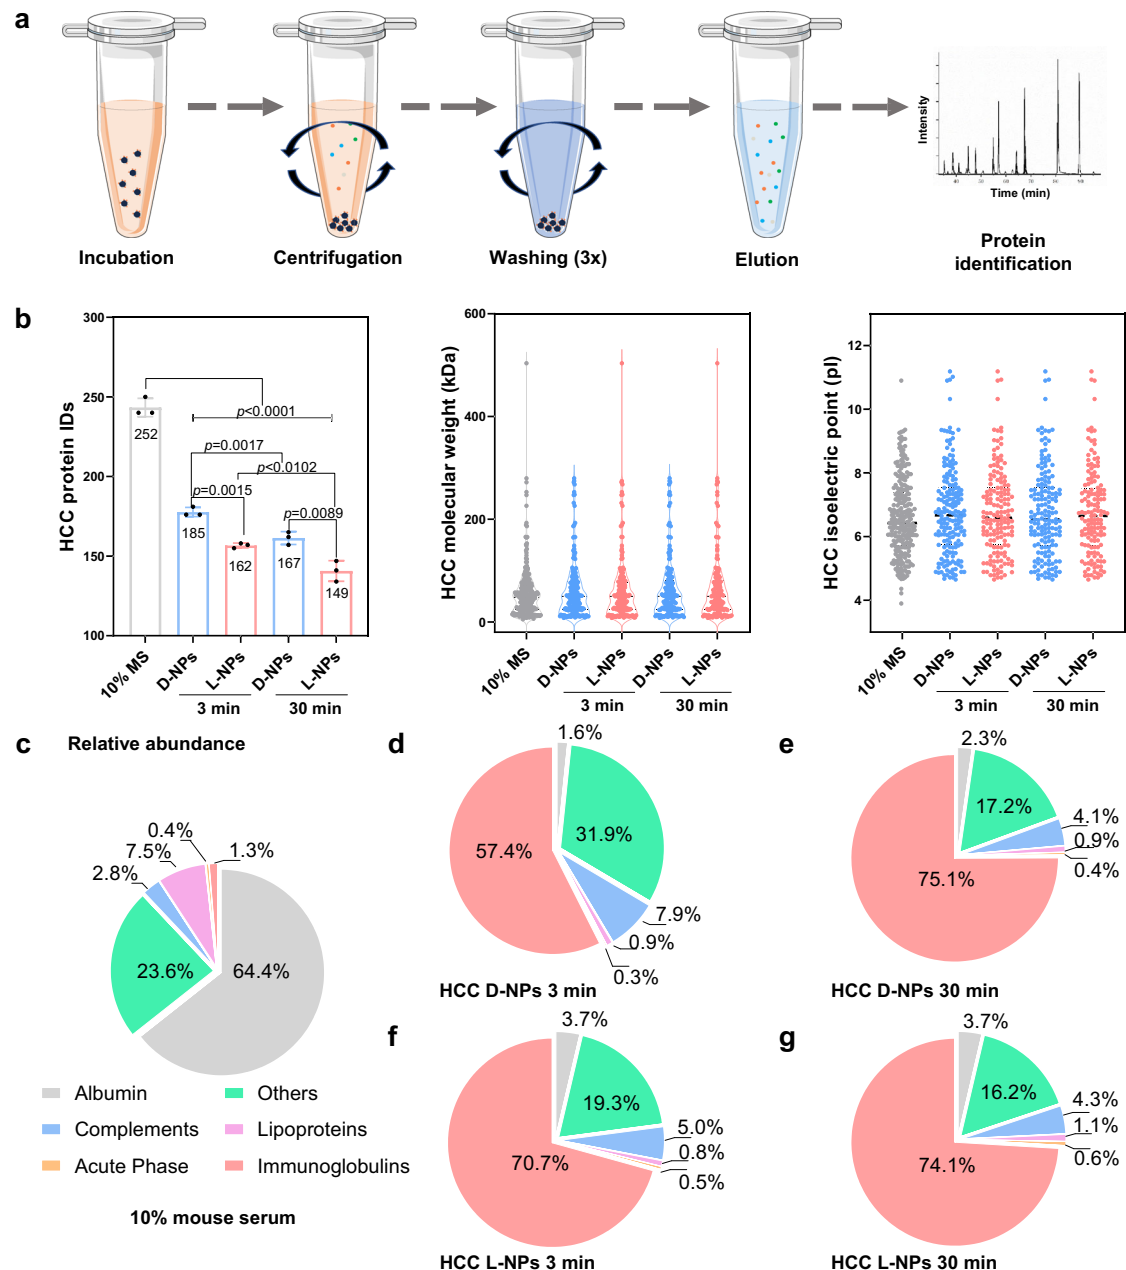 a
Incubation
Centrifugation
Washing (3x)
Elution
Intensity
Time (min)
Protein
identification
b
HCC protein IDs
300
250
200
150
100
p<0.0001
p=0.0017
p<0.0102
p=0.0015
p=0.0089
252
185
162
167
149
10% MS
D-NPs
L-NPs
D-NPs
L-NPs
3 min
30 min
HCC molecular weight (kDa)
600
400
200
0
10% MS
D-NPs
L-NPs
D-NPs
L-NPs
3 min
30 min
HCC isoelectric point (pI)
12
10
8
6
4
10% MS
D-NPs
L-NPs
D-NPs
L-NPs
3 min
30 min
c
Relative abundance
0.4%
7.5%
1.3%
2.8%
23.6%
64.4%
Albumin
Others
Complements
Lipoproteins
Acute Phase
Immunoglobulins
10% mouse serum
d
1.6%
31.9%
57.4%
7.9%
0.9%
0.3%
HCC D-NPs 3 min
e
2.3%
17.2%
4.1%
0.9%
0.4%
75.1%
HCC D-NPs 30 min
f
3.7%
19.3%
5.0%
0.8%
0.5%
70.7%
HCC L-NPs 3 min
g
3.7%
16.2%
4.3%
1.1%
0.6%
74.1%
HCC L-NPs 30 min